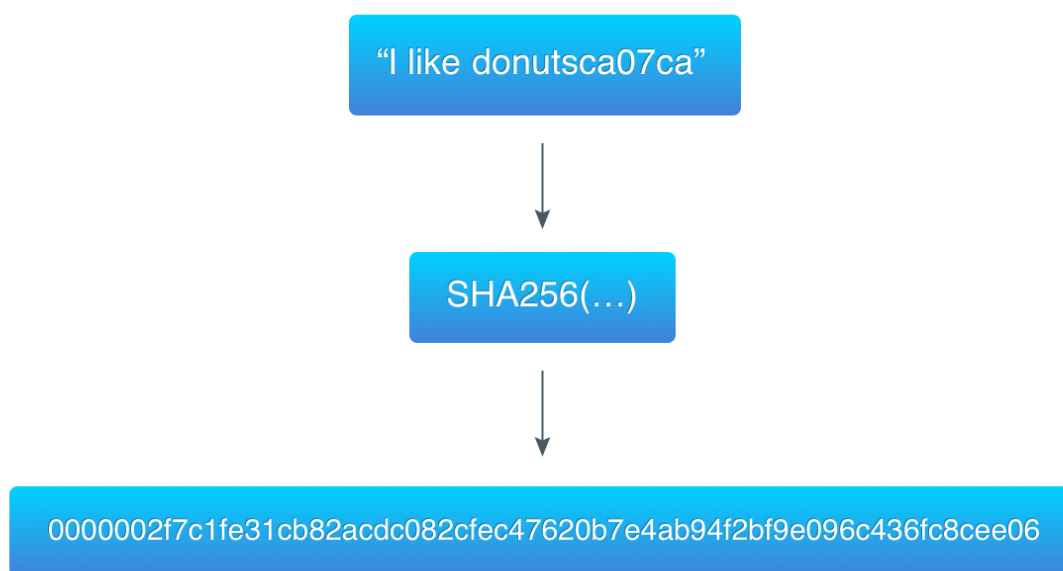 “I like donutsca07ca”
SHA256(…)
0000002f7c1fe31cb82acdc082cfec47620b7e4ab94f2bf9e096c436fc8cee06